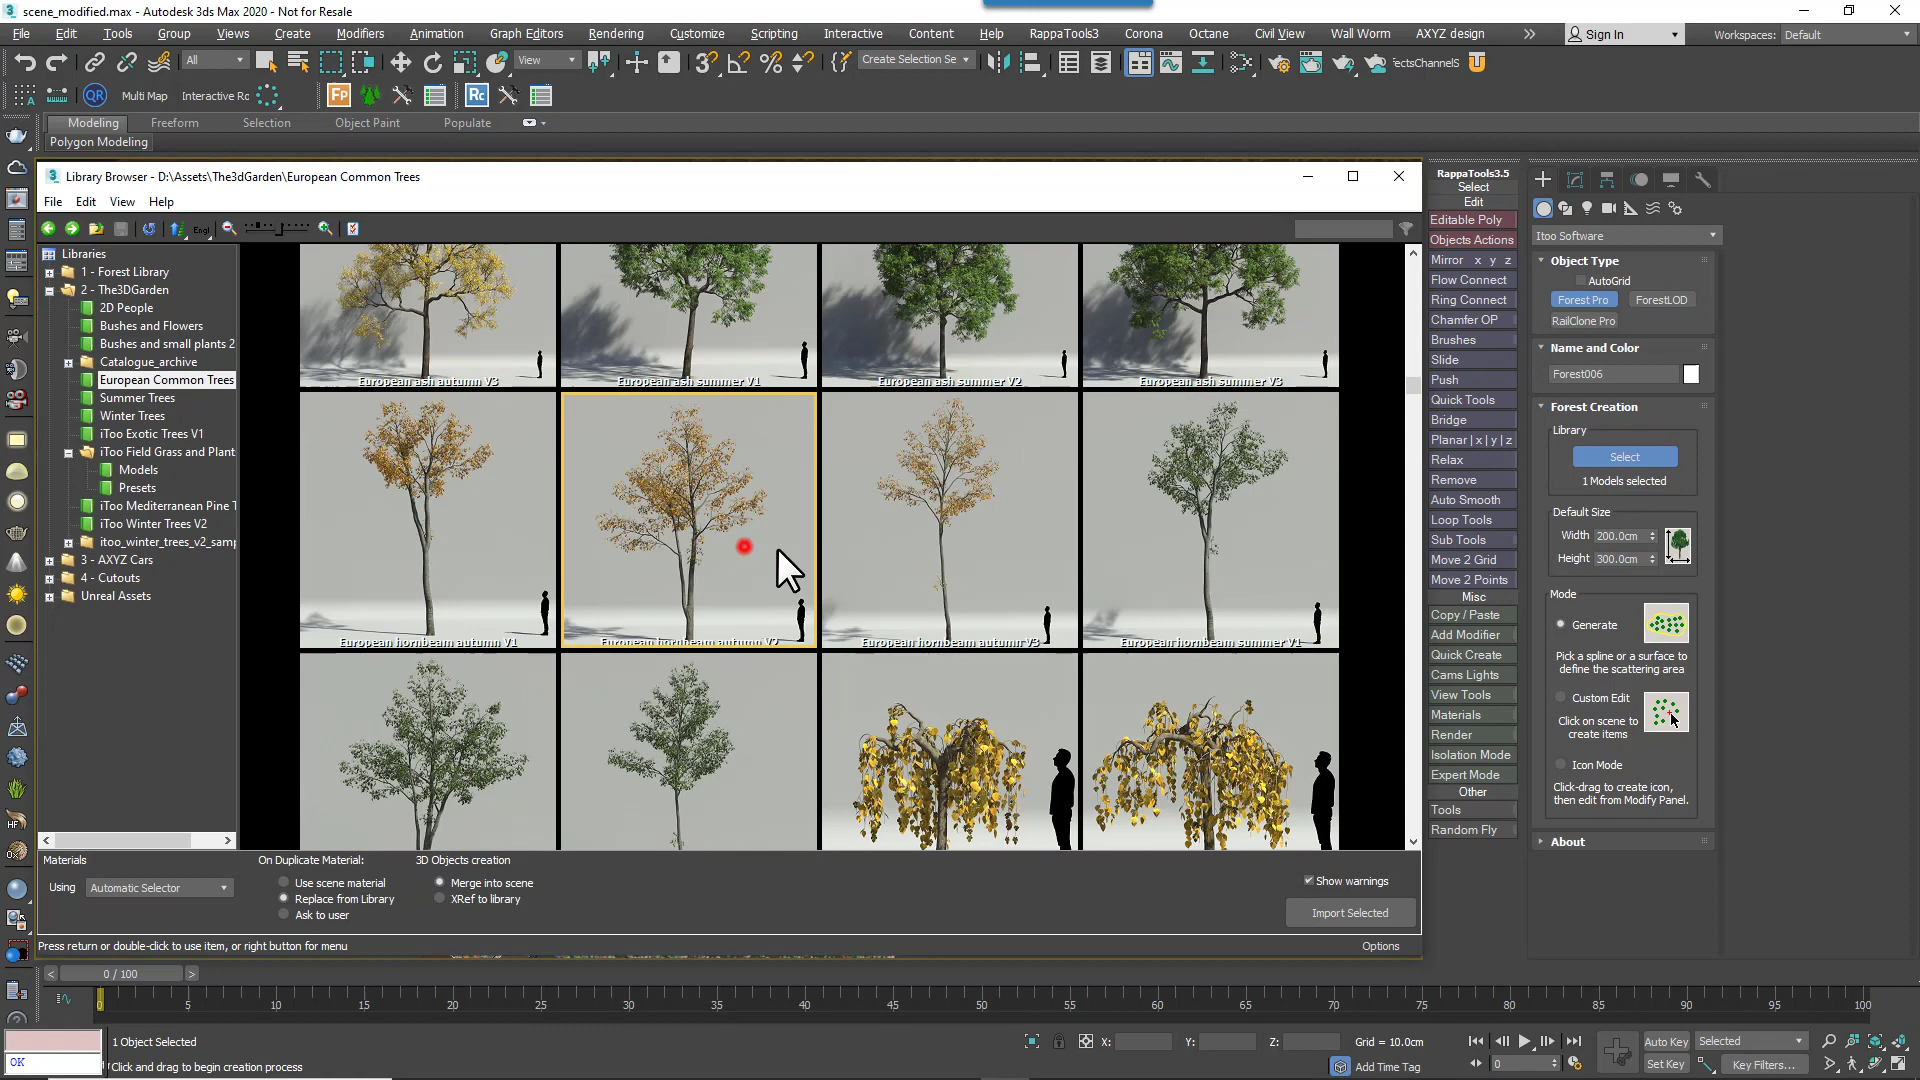 scene_modified.max - Autodesk 3ds Max 2020 - Not for Resale
File Edit Tools Group Views Create Modifiers Animation Graph Editors Rendering Customize Scripting Interactive Content Help RappaTools3 Corona Octane Civil View Wall Worm AXYZ design Sign In Workspaces: Default
All View Create Selection Se ƒectsChannelS
QR Multi Map Interactive Ro Fp Rc
Modeling Freeform Selection Object Paint Populate
Polygon Modeling
Library Browser - D:\Assets\The3dGarden\European Common Trees
File Edit View Help
Engl
Libraries
1 - Forest Library
2 - The3DGarden
2D People
Bushes and Flowers
Bushes and small plants 2
Catalogue_archive
European Common Trees
Summer Trees
Winter Trees
iToo Exotic Trees V1
iToo Field Grass and Plant
Models
Presets
iToo Mediterranean Pine T
iToo Winter Trees V2
itoo_winter_trees_v2_samp
3 - AXYZ Cars
4 - Cutouts
Unreal Assets
European ash autumn V3
European ash summer V1
European ash summer V2
European ash summer V3
European hornbeam autumn V1
European hornbeam autumn V2
European hornbeam autumn V3
European hornbeam summer V1
Materials
Using Automatic Selector
On Duplicate Material:
Use scene material
Replace from Library
Ask to user
3D Objects creation
Merge into scene
XRef to library
Show warnings
Import Selected
Press return or double-click to use item, or right button for menu
Options
RappaTools3.5
Select
Edit
Editable Poly
Objects Actions
Mirror x y z
Flow Connect
Ring Connect
Chamfer OP
Brushes
Slide
Push
Quick Tools
Bridge
Planar | x | y | z
Relax
Remove
Auto Smooth
Loop Tools
Sub Tools
Move 2 Grid
Move 2 Points
Misc
Copy / Paste
Add Modifier
Quick Create
Cams Lights
View Tools
Materials
Render
Isolation Mode
Expert Mode
Other
Tools
Random Fly
Itoo Software
Object Type
AutoGrid
Forest Pro ForestLOD
RailClone Pro
Name and Color
Forest006
Forest Creation
Library
Select
1 Models selected
Default Size
Width 200.0cm
Height 300.0cm
Mode
Generate
Pick a spline or a surface to
define the scattering area
Custom Edit
Click on scene to
create items
Icon Mode
Click-drag to create icon,
then edit from Modify Panel.
About
HF
< 0 / 100 >
0 5 10 15 20 25 30 35 40 45 50 55 60 65 70 75 80 85 90 95 100
1 Object Selected
X: Y: Z: Grid = 10.0cm
Auto Key Selected
OK
Click and drag to begin creation process
Add Time Tag
0
Set Key Key Filters...